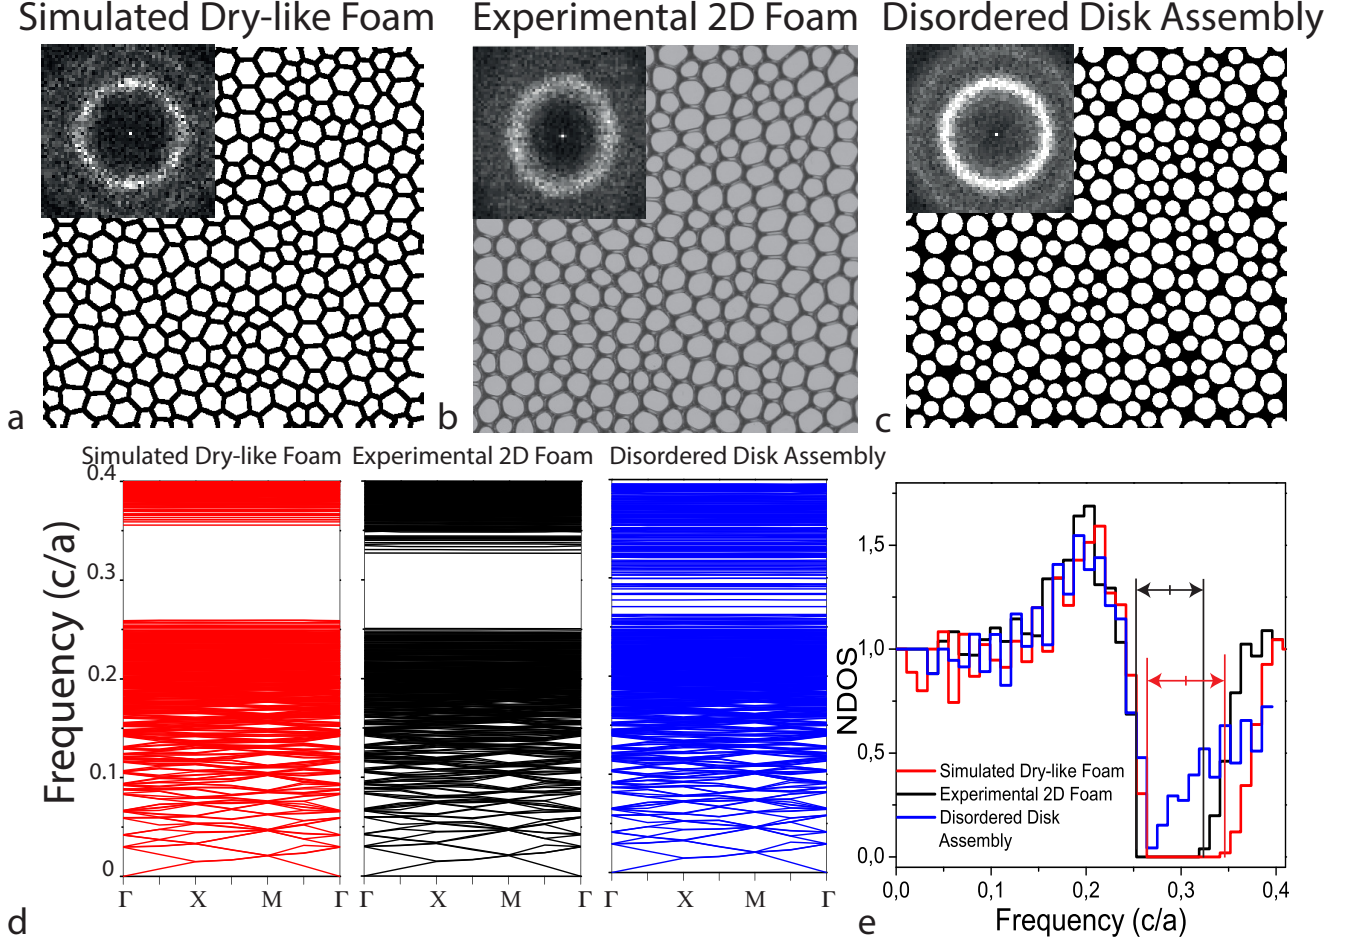 Simulated Dry-like Foam
Experimental 2D Foam
Disordered Disk Assembly
a
b
c
Simulated Dry-like Foam
Experimental 2D Foam
Disordered Disk Assembly
Frequency (c/a)
0.4
0.3
0.2
0.1
0
Γ X M Γ
Γ X M Γ
Γ X M Γ
d
NDOS
1,5
1,0
0,5
0,0
Simulated Dry-like Foam
Experimental 2D Foam
Disordered Disk
Assembly
0,0 0,1 0,2 0,3 0,4
Frequency (c/a)
e